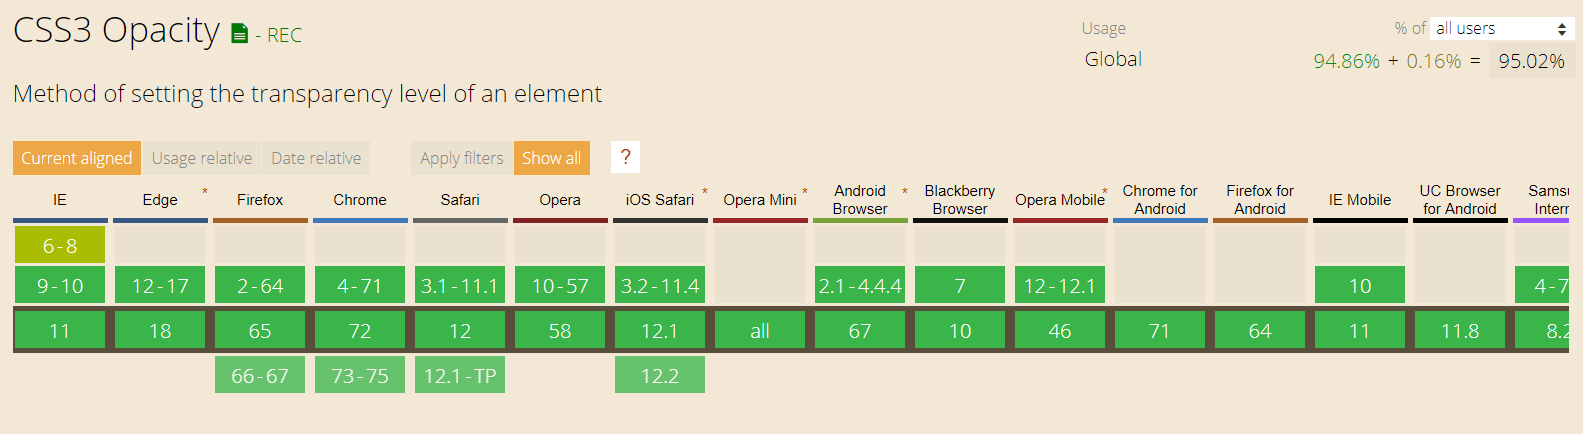 CSS3 Opacity - REC
Usage % of all users
Global 94.86% + 0.16% = 95.02%
Method of setting the transparency level of an element
Current aligned Usage relative Date relative Apply filters Show all ?
IE Edge * Firefox Chrome Safari Opera iOS Safari * Opera Mini * Android Browser * Blackberry Browser Opera Mobile * Chrome for Android Firefox for Android IE Mobile UC Browser for Android Samsu Interr
6-8
9-10 12-17 2-64 4-71 3.1-11.1 10-57 3.2-11.4 2.1-4.4.4 7 12-12.1 10 4-7
11 18 65 72 12 58 12.1 all 67 10 46 71 64 11 11.8 8.2
66-67 73-75 12.1-TP 12.2